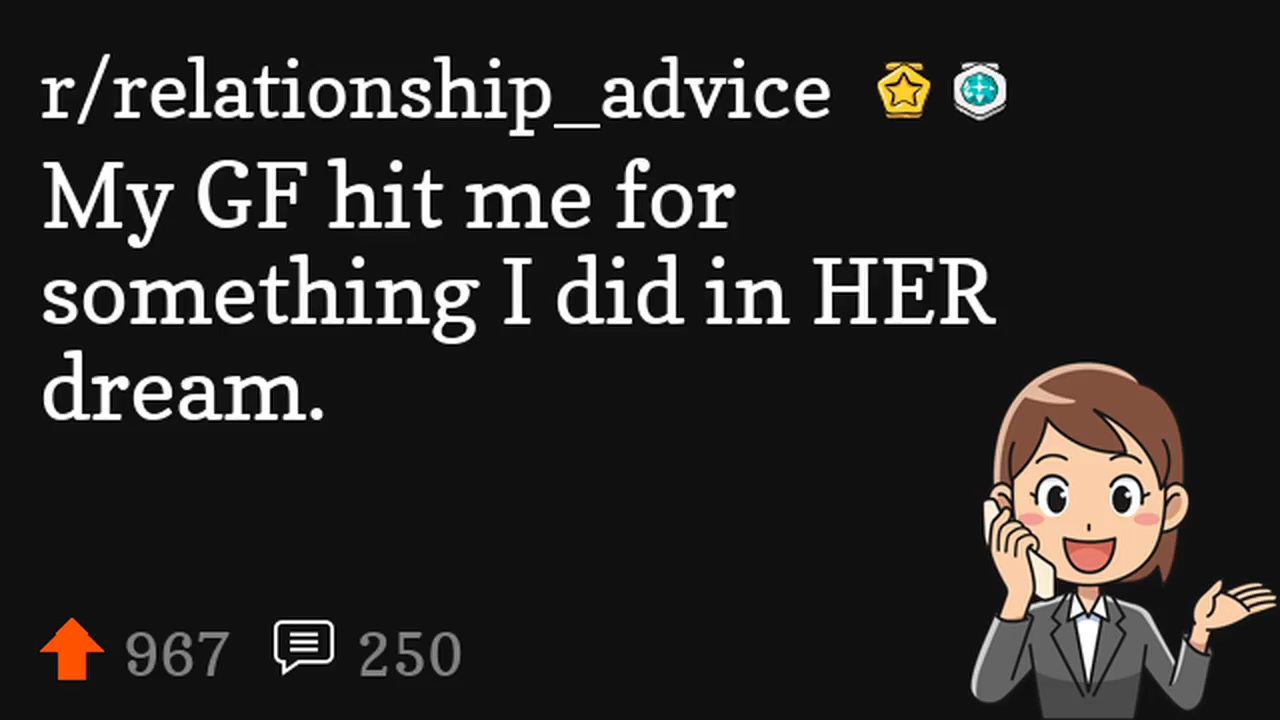 r/relationship_advice
My GF hit me for
something I did in HER
dream.
967 250